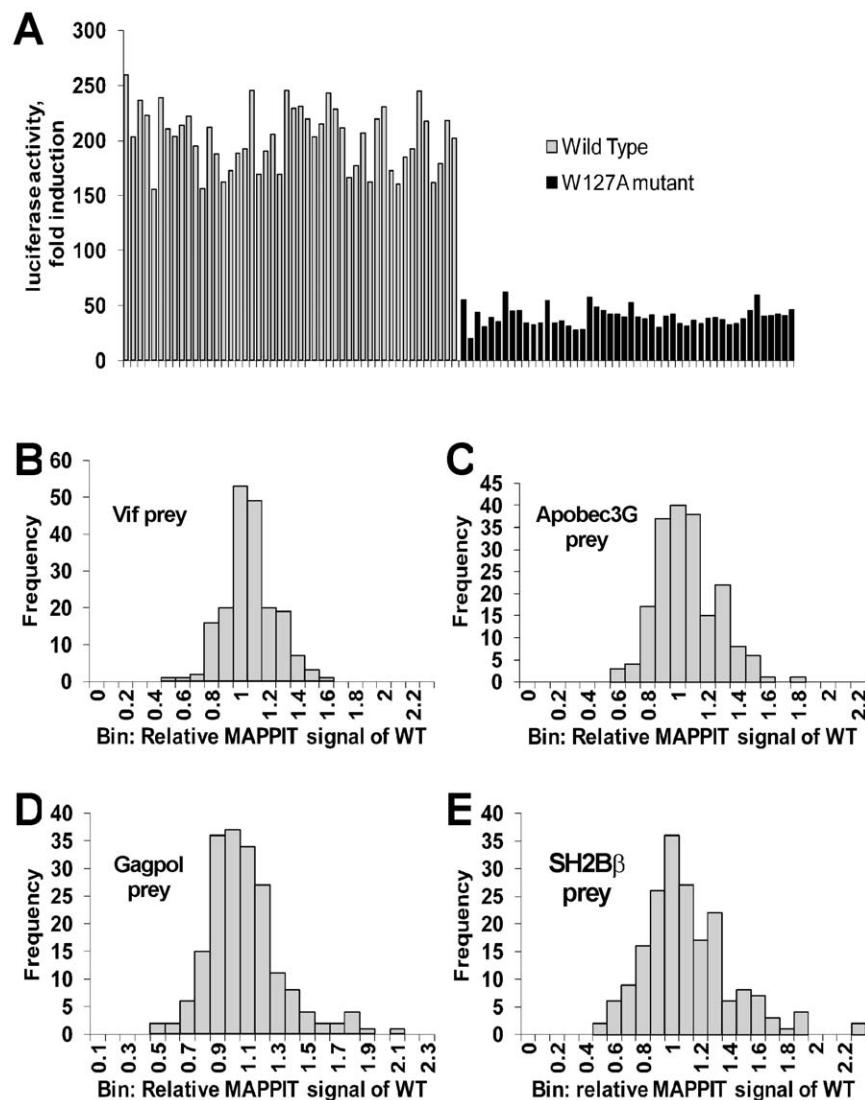 A
luciferase activity,
fold induction
300
250
200
150
100
50
0
Wild Type
W127A mutant
B
Frequency
60
50
40
30
20
10
0
Vif prey
0 0.2 0.4 0.6 0.8 1 1.2 1.4 1.6 1.8 2 2.2
Bin: Relative MAPPIT signal of WT
C
Frequency
45
40
35
30
25
20
15
10
5
0
Apobec3G
prey
0 0.2 0.4 0.6 0.8 1 1.2 1.4 1.6 1.8 2 2.2
Bin: Relative MAPPIT signal of WT
D
Frequency
40
35
30
25
20
15
10
5
0
Gagpol
prey
0.1 0.3 0.5 0.7 0.9 1.1 1.3 1.5 1.7 1.9 2.1 2.3
Bin: Relative MAPPIT signal of WT
E
Frequency
40
35
30
25
20
15
10
5
0
SH2Bβ
prey
0 0.2 0.4 0.6 0.8 1 1.2 1.4 1.6 1.8 2 2.2
Bin: relative MAPPIT signal of WT